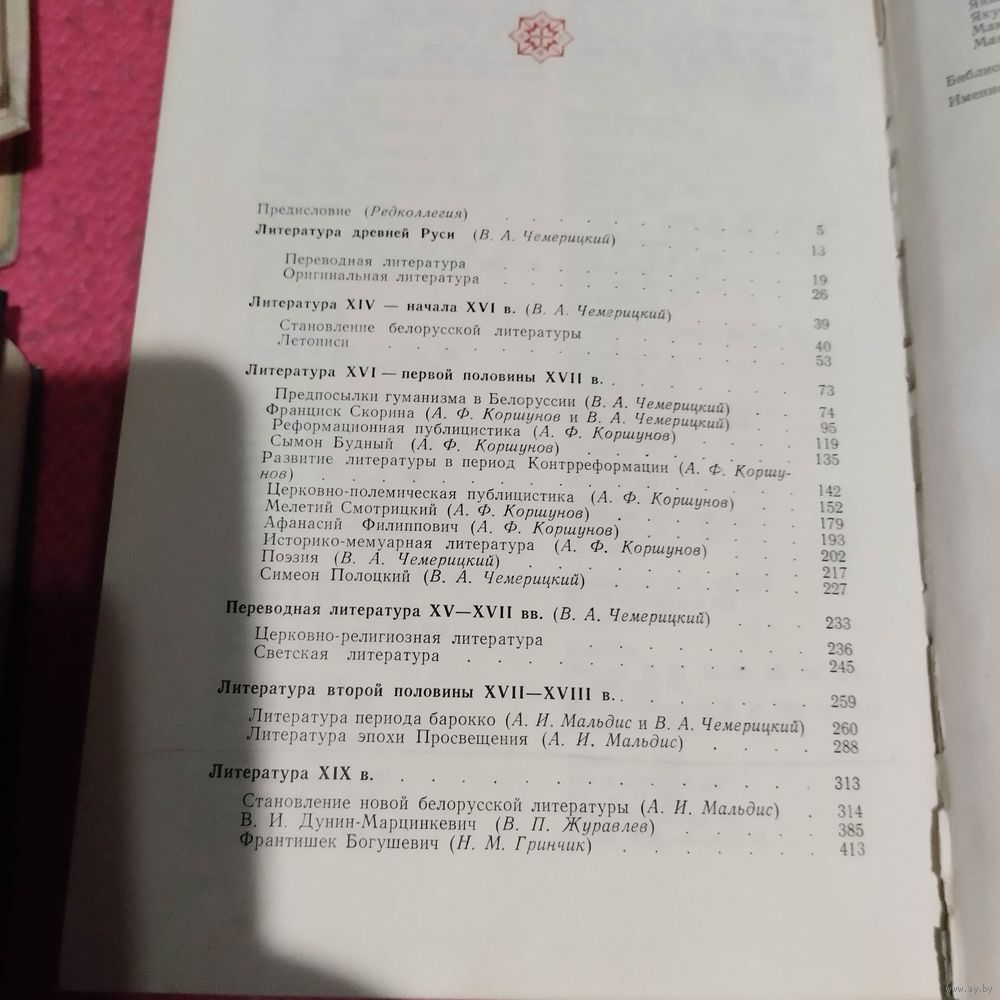 Предисловие (Редколлегия) . . . . . . . . 5
Литература древней Руси (В. А. Чемерицкий) . . . . . 13
Переводная литература . . . . . . . . 19
Оригинальная литература . . . . . . . . 26
Литература XIV — начала XVI в. (В. А. Чемерицкий) . . . 39
Становление белорусской литературы . . . . . 40
Летописи . . . . . . . . . . 53
Литература XVI — первой половины XVII в. . . . . . 73
Предпосылки гуманизма в Белоруссии (В. А. Чемерицкий) . . 74
Франциск Скорина (А. Ф. Коршунов и В. А. Чемерицкий) . . 95
Реформационная публицистика (А. Ф. Коршунов) . . . 119
Сымон Будный (А. Ф. Коршунов) . . . . . . 135
Развитие литературы в период Контрреформации (А. Ф. Коршу-
нов) . . . . . . . . . . . 142
Церковно-полемическая публицистика (А. Ф. Коршунов) . . 152
Мелетий Смотрицкий (А. Ф. Коршунов) . . . . . 179
Афанасий Филиппович (А. Ф. Коршунов) . . . . . 193
Историко-мемуарная литература (А. Ф. Коршунов) . . . 202
Поэзия (В. А. Чемерицкий) . . . . . . . 217
Симеон Полоцкий (В. А. Чемерицкий) . . . . . 227
Переводная литература XV—XVII вв. (В. А. Чемерицкий) . . 233
Церковно-религиозная литература . . . . . . 236
Светская литература . . . . . . . . 245
Литература второй половины XVII—XVIII в. . . . . . 259
Литература периода барокко (А. И. Мальдис и В. А. Чемерицкий) 260
Литература эпохи Просвещения (А. И. Мальдис) . . . . 288
Литература XIX в. . . . . . . . . . . 313
Становление новой белорусской литературы (А. И. Мальдис) . 314
В. И. Дунин-Марцинкевич (В. П. Журавлев) . . . . . 385
Франтишек Богушевич (Н. М. Гринчик) . . . . . . 413
www.ay.by